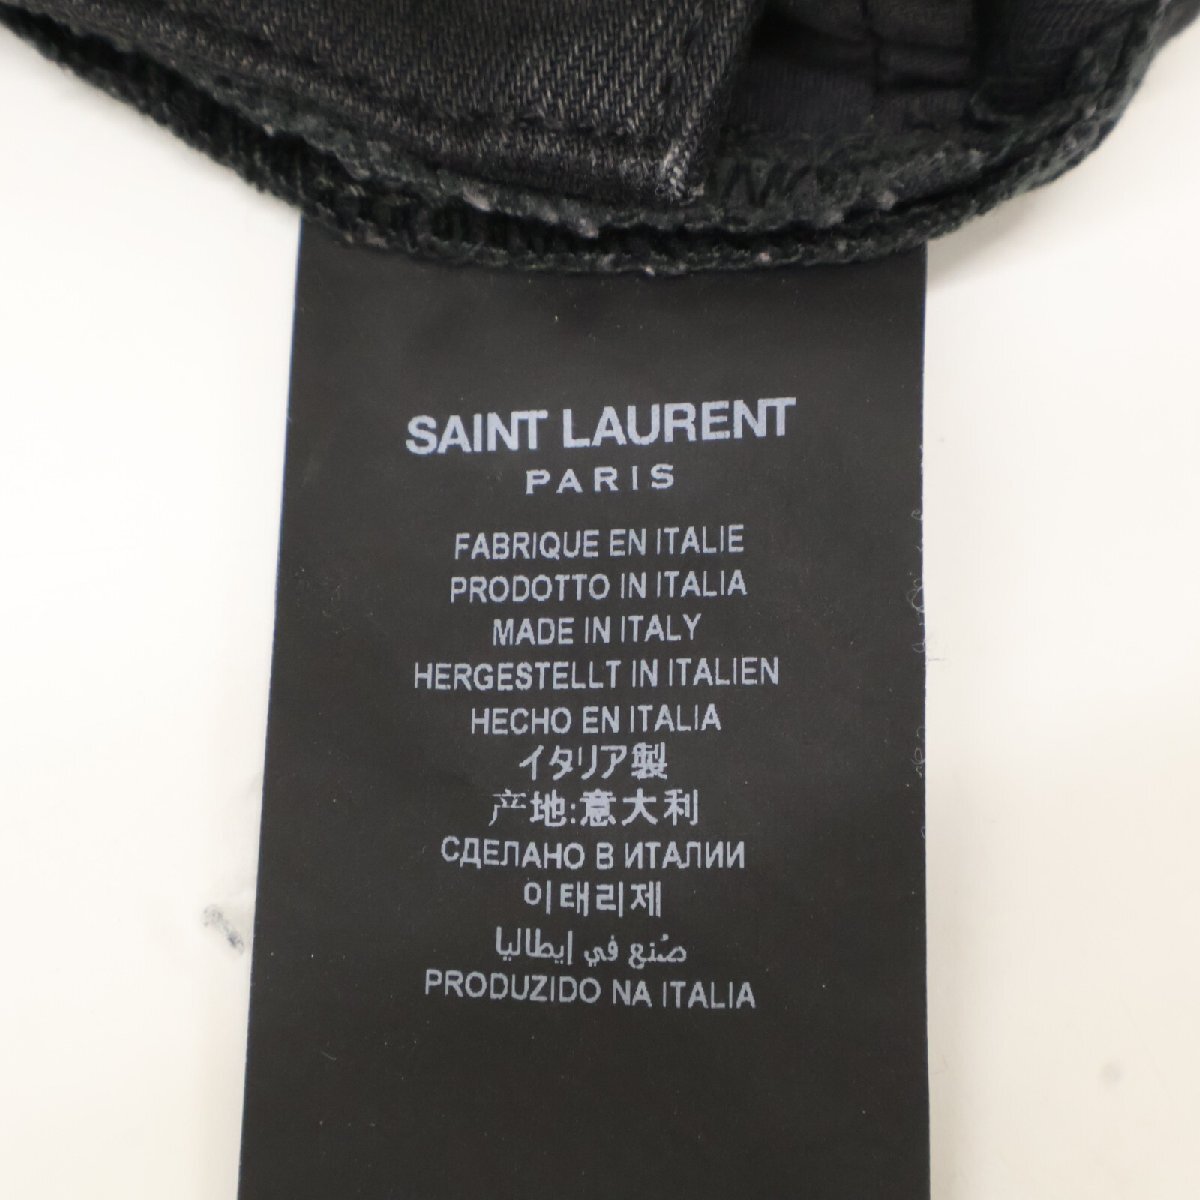 SAINT LAURENT
PARIS
FABRIQUE EN ITALIE
PRODOTTO IN ITALIA
MADE IN ITALY
HERGESTELLT IN ITALIEN
HECHO EN ITALIA
イタリア製
产地:意大利
СДЕЛАНО В ИТАЛИИ
이태리제
صُنع في إيطاليا
PRODUZIDO NA ITALIA